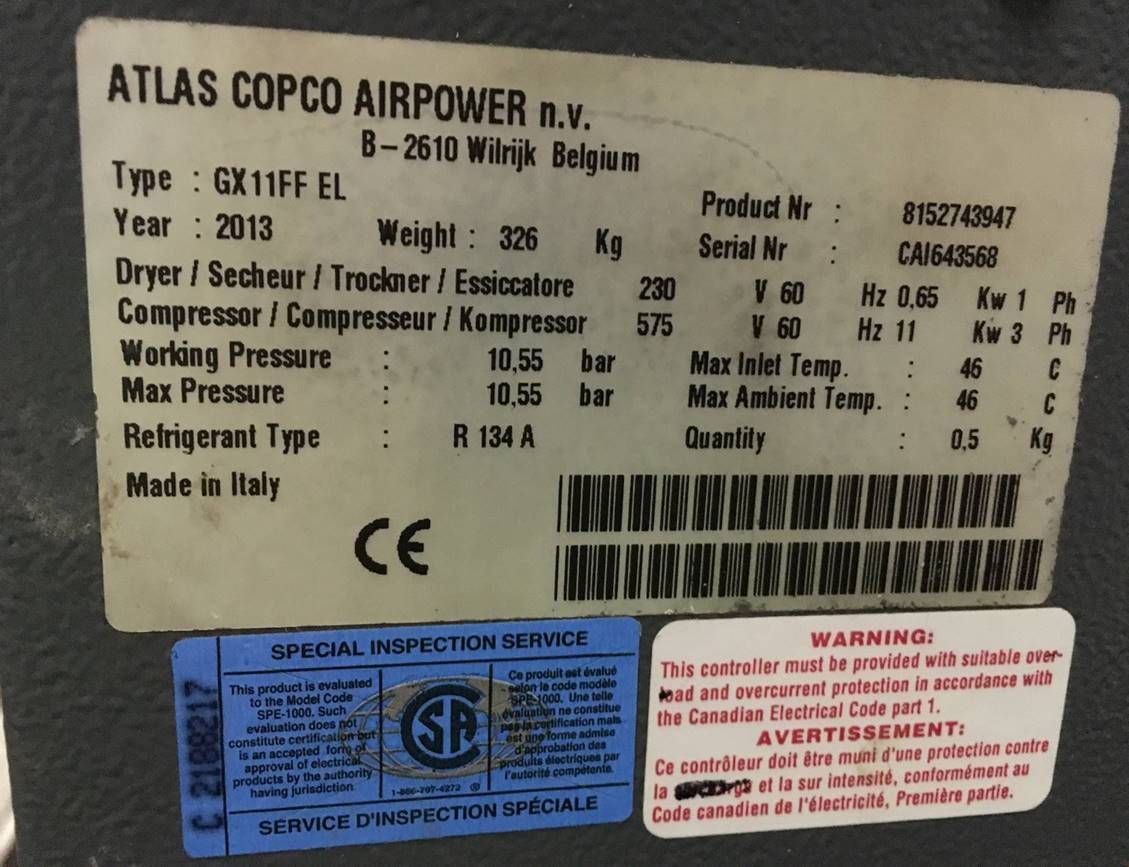 ATLAS COPCO AIRPOWER n.v.
B-2610 Wilrijk Belgium
Type : GX11FF EL
Product Nr : 8152743947
Year : 2013 Weight : 326 Kg
Serial Nr : CAI643568
Dryer / Secheur / Trockner / Essiccatore 230 V 60 Hz 0,65 Kw 1 Ph
Compressor / Compresseur / Kompressor 575 V 60 Hz 11 Kw 3 Ph
Working Pressure : 10,55 bar Max Inlet Temp. : 46 C
Max Pressure : 10,55 bar Max Ambient Temp. : 46 C
Refrigerant Type : R 134 A Quantity : 0,5 Kg
Made in Italy
CE
SPECIAL INSPECTION SERVICE
C 2188217
This product is evaluated
to the Model Code
SPE-1000. Such
evaluation does not
constitute certification but
is an accepted form of
approval of electrical
products by the authority
having jurisdiction
CSA
1-866-797-4272 ®
Ce produit est évalué
selon le code modèle
SPE-1000. Une telle
évaluation ne constitue
pas la certification mais
est une forme admise
d'approbation des
produits électriques par
l'autorité compétente.
SERVICE D'INSPECTION SPÉCIALE
WARNING:
This controller must be provided with suitable over-
load and overcurrent protection in accordance with
the Canadian Electrical Code part 1.
AVERTISSEMENT:
Ce contrôleur doit être muni d'une protection contre
la et la sur intensité, conformément au
Code canadien de l'électricité, Première partie.